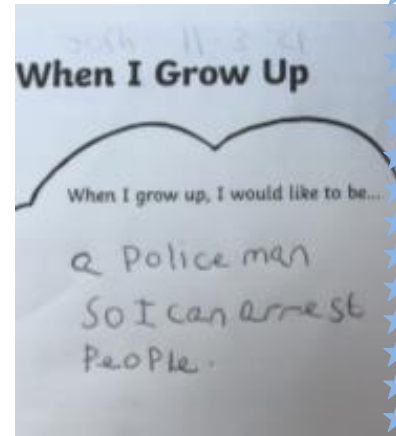 When I Grow Up
When I grow up, I would like to be...
a Police man
So I can arrest
PeoPle.